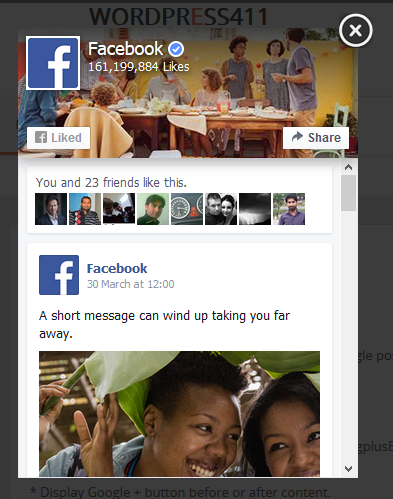 WORDPRESS411
Facebook
161,199,884 Likes
Liked
Share
You and 23 friends like this.
Facebook
30 March at 12:00
A short message can wind up taking you far
away.
gle pos
gplusB
* Display Google + button before or after content.